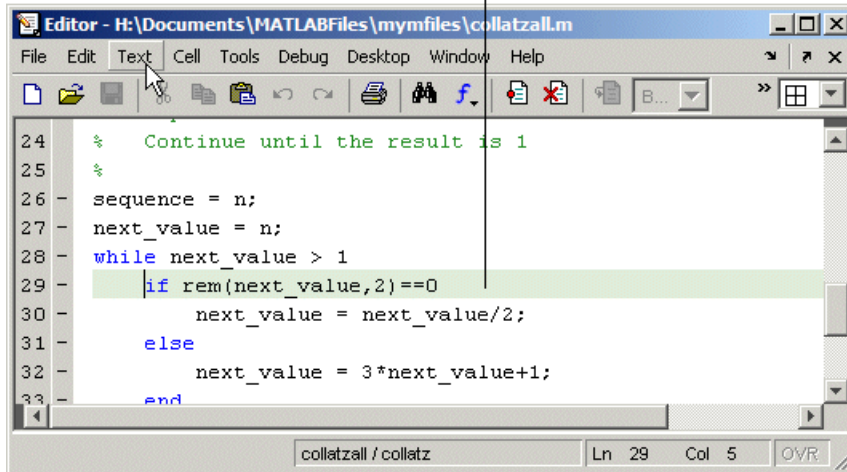 Editor - H:\Documents\MATLABFiles\mymfiles\collatzall.m
File Edit Text Cell Tools Debug Desktop Window Help
B...
24 % Continue until the result is 1
25 %
26 - sequence = n;
27 - next_value = n;
28 - while next_value > 1
29 - if rem(next_value,2)==0
30 - next_value = next_value/2;
31 - else
32 - next_value = 3*next_value+1;
33 - end
collatzall / collatz Ln 29 Col 5 OVR